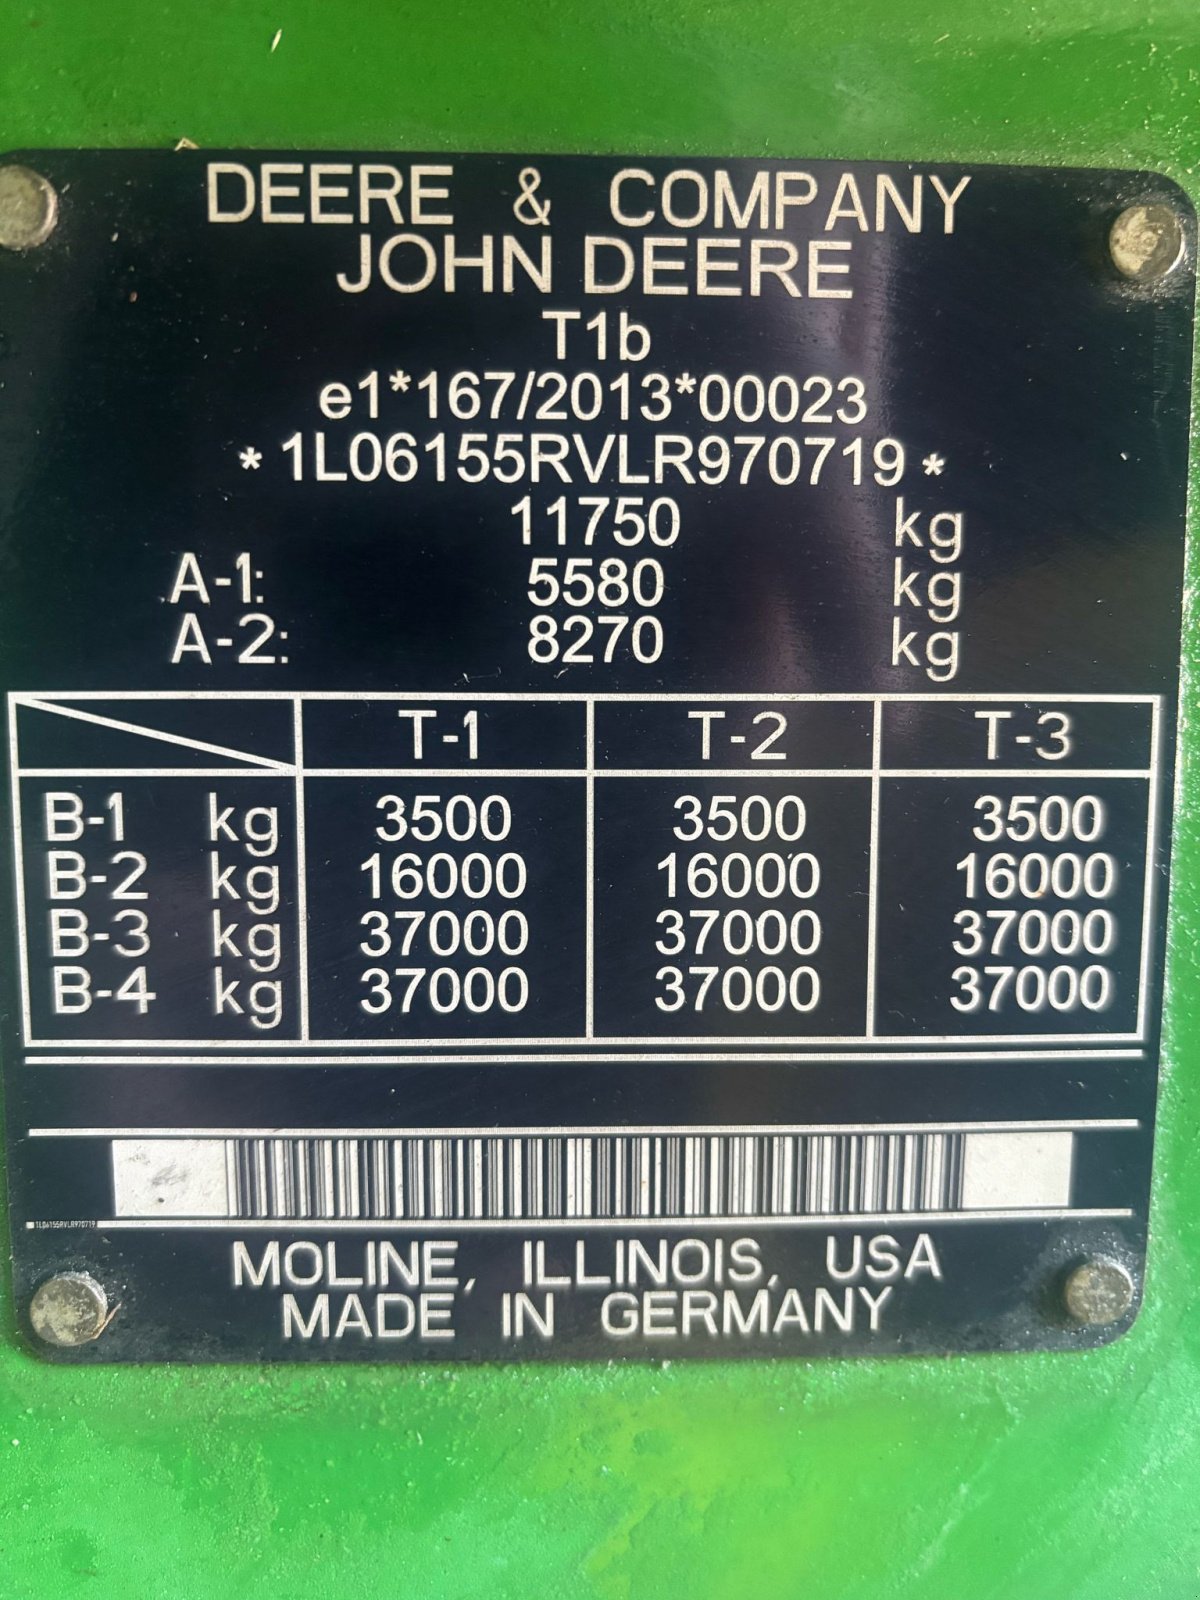 DEERE & COMPANY
JOHN DEERE
T1b
e1*167/2013*00023
*1L06155RVLR970719*
11750 kg
A-1: 5580 kg
A-2: 8270 kg
T-1 T-2 T-3
B-1 kg 3500 3500 3500
B-2 kg 16000 16000 16000
B-3 kg 37000 37000 37000
B-4 kg 37000 37000 37000
1L06155RVLR970719
MOLINE, ILLINOIS, USA
MADE IN GERMANY